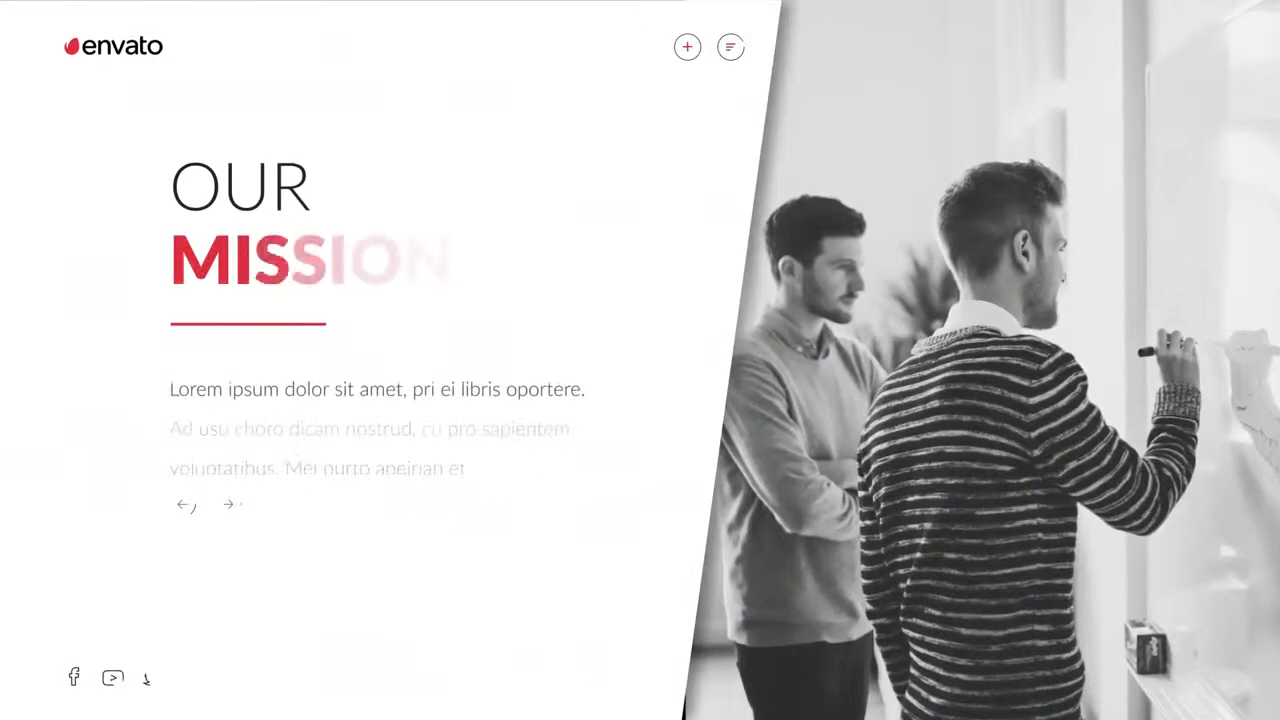 envato
OUR
MISSION
Lorem ipsum dolor sit amet, pri ei libris oportere.
Ad usu choro dicam nostrud, cu pro sapientem
voluptatibus. Mei purto apeirian et